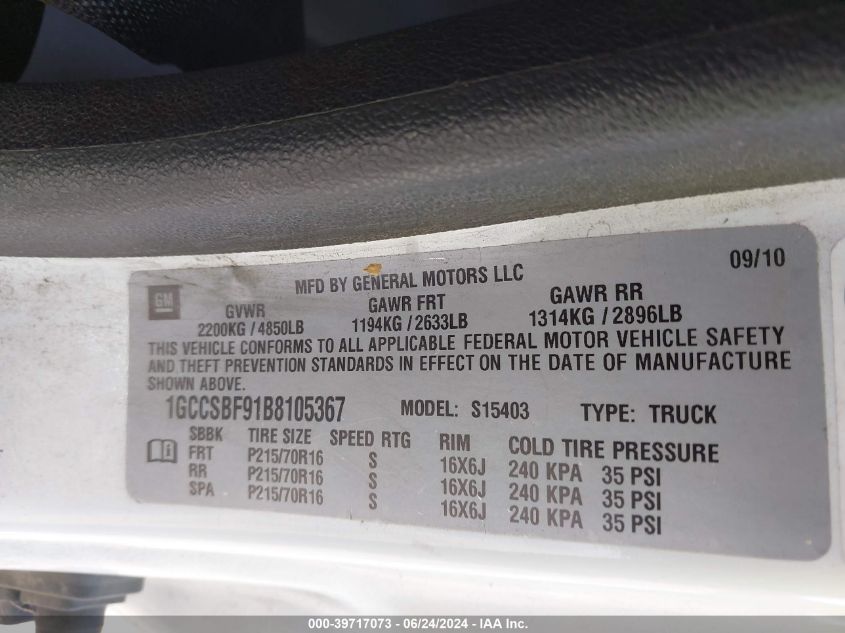 09/10
MFD BY GENERAL MOTORS LLC
GM
GVWR GAWR FRT GAWR RR
2200KG / 4850LB 1194KG / 2633LB 1314KG / 2896LB
THIS VEHICLE CONFORMS TO ALL APPLICABLE FEDERAL MOTOR VEHICLE SAFETY
AND THEFT PREVENTION STANDARDS IN EFFECT ON THE DATE OF MANUFACTURE
SHOWN ABOVE.
1GCCSBF91B8105367 MODEL: S15403 TYPE: TRUCK
SBBK TIRE SIZE SPEED RTG RIM COLD TIRE PRESSURE
FRT P215/70R16 S 16X6J 240 KPA 35 PSI
RR P215/70R16 S 16X6J 240 KPA 35 PSI
SPA P215/70R16 S 16X6J 240 KPA 35 PSI
000-39717073 - 06/24/2024 - IAA Inc.